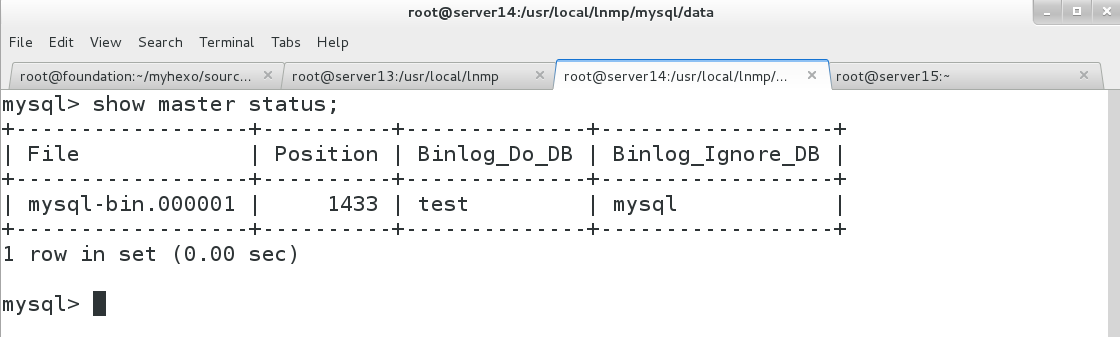 root@server14:/usr/local/lnmp/mysql/data
File Edit View Search Terminal Tabs Help
root@foundation:~/myhexo/sourc... × root@server13:/usr/local/lnmp × root@server14:/usr/local/lnmp/... × root@server15:~ ×
mysql> show master status;
+------------------+----------+--------------+------------------+
| File             | Position | Binlog_Do_DB | Binlog_Ignore_DB |
+------------------+----------+--------------+------------------+
| mysql-bin.000001 |     1433 | test         | mysql            |
+------------------+----------+--------------+------------------+
1 row in set (0.00 sec)
mysql>